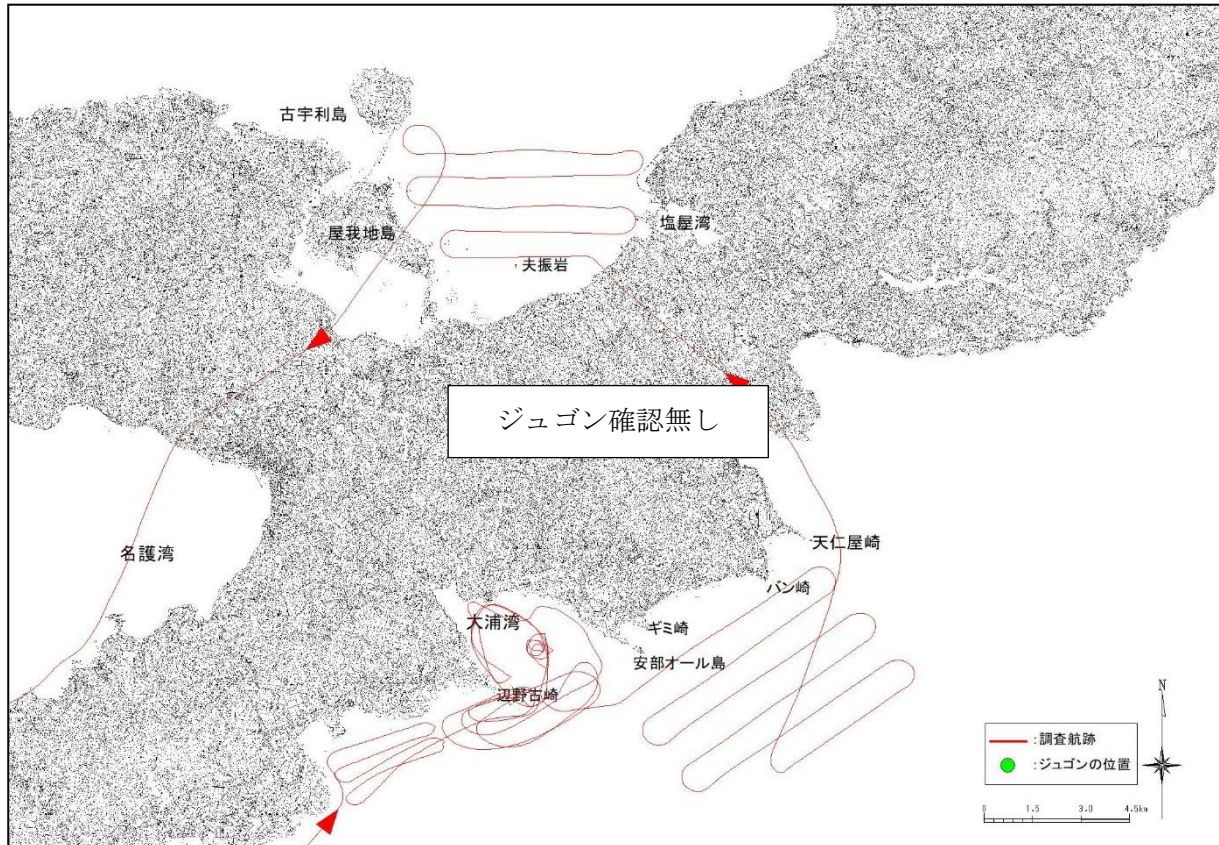 古宇利島
屋我地島
塩屋湾
夫振岩
ジュゴン確認無し
名護湾
天仁屋崎
バン崎
大浦湾
ギミ崎
安部オール島
辺野古崎
N
:調査航跡
:ジュゴンの位置
0 1.5 3.0 4.5km